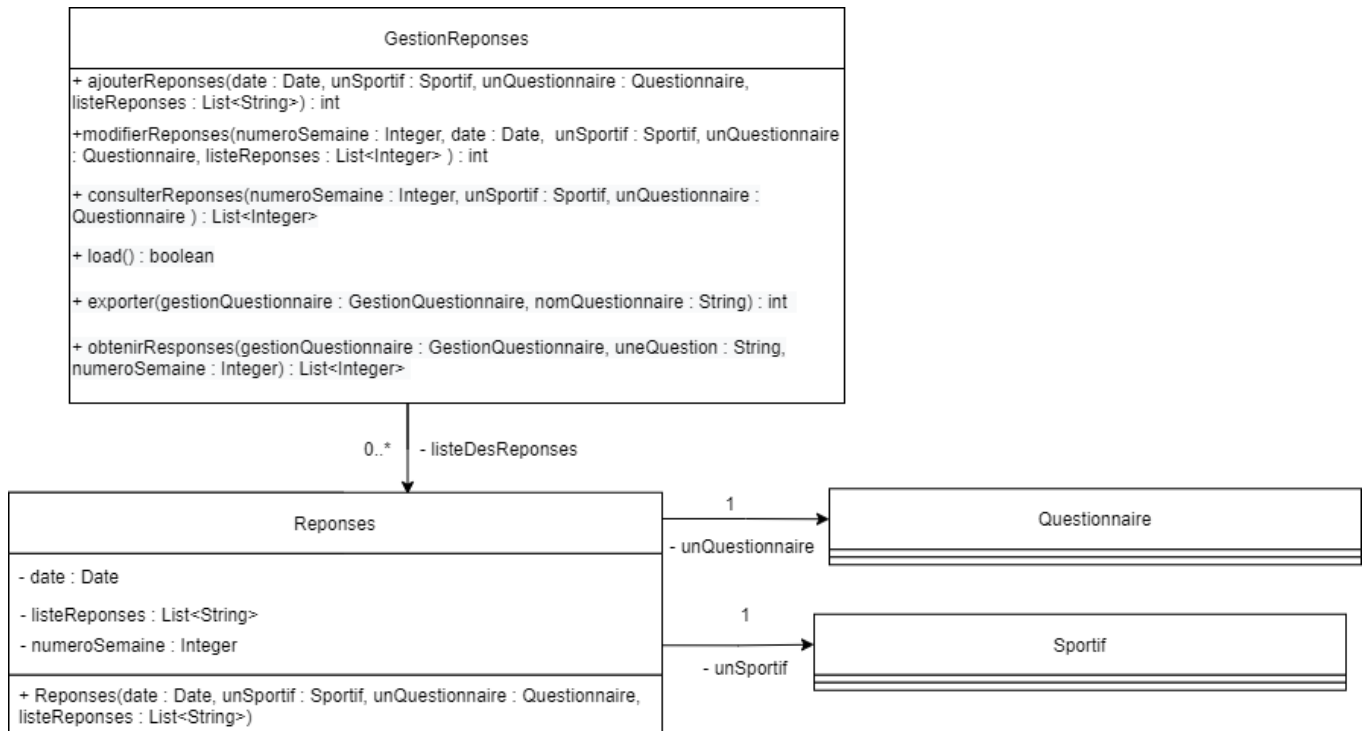 GestionReponses
+ ajouterReponses(date : Date, unSportif : Sportif, unQuestionnaire : Questionnaire,
listeReponses : List<String>) : int
+modifierReponses(numeroSemaine : Integer, date : Date, unSportif : Sportif, unQuestionnaire
: Questionnaire, listeReponses : List<Integer> ) : int
+ consulterReponses(numeroSemaine : Integer, unSportif : Sportif, unQuestionnaire :
Questionnaire ) : List<Integer>
+ load() : boolean
+ exporter(gestionQuestionnaire : GestionQuestionnaire, nomQuestionnaire : String) : int
+ obtenirResponses(gestionQuestionnaire : GestionQuestionnaire, uneQuestion : String,
numeroSemaine : Integer) : List<Integer>
0..* - listeDesReponses
Reponses
- date : Date
- listeReponses : List<String>
- numeroSemaine : Integer
+ Reponses(date : Date, unSportif : Sportif, unQuestionnaire : Questionnaire,
listeReponses : List<String>)
1
- unQuestionnaire
Questionnaire
1
- unSportif
Sportif